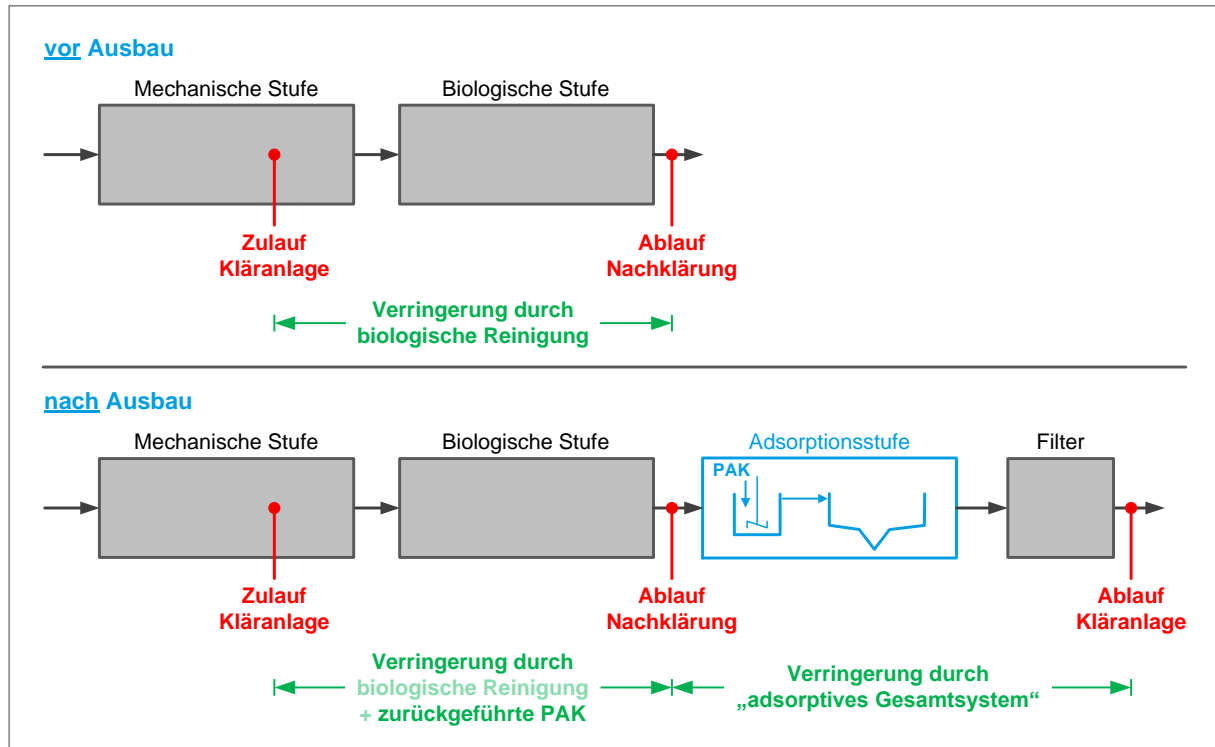 vor Ausbau
Mechanische Stufe
Biologische Stufe
Zulauf
Kläranlage
Ablauf
Nachklärung
Verringerung durch
biologische Reinigung
nach Ausbau
Mechanische Stufe
Biologische Stufe
Adsorptionsstufe
Filter
PAK
Zulauf
Kläranlage
Ablauf
Nachklärung
Ablauf
Kläranlage
Verringerung durch
biologische Reinigung
+ zurückgeführte PAK
Verringerung durch
„adsorptives Gesamtsystem“